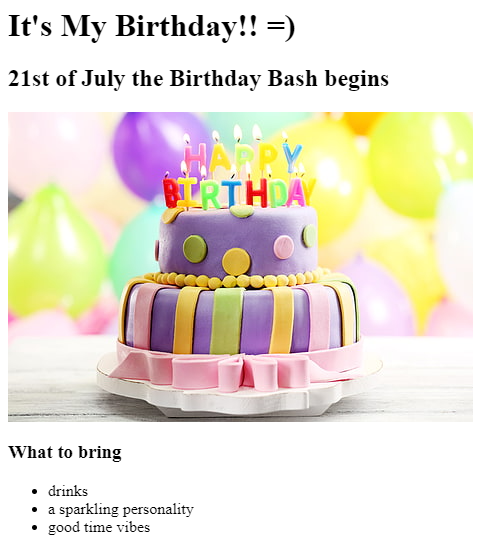 It's My Birthday!! =)
21st of July the Birthday Bash begins
HAPPY
BIRTHDAY
What to bring
drinks
a sparkling personality
good time vibes